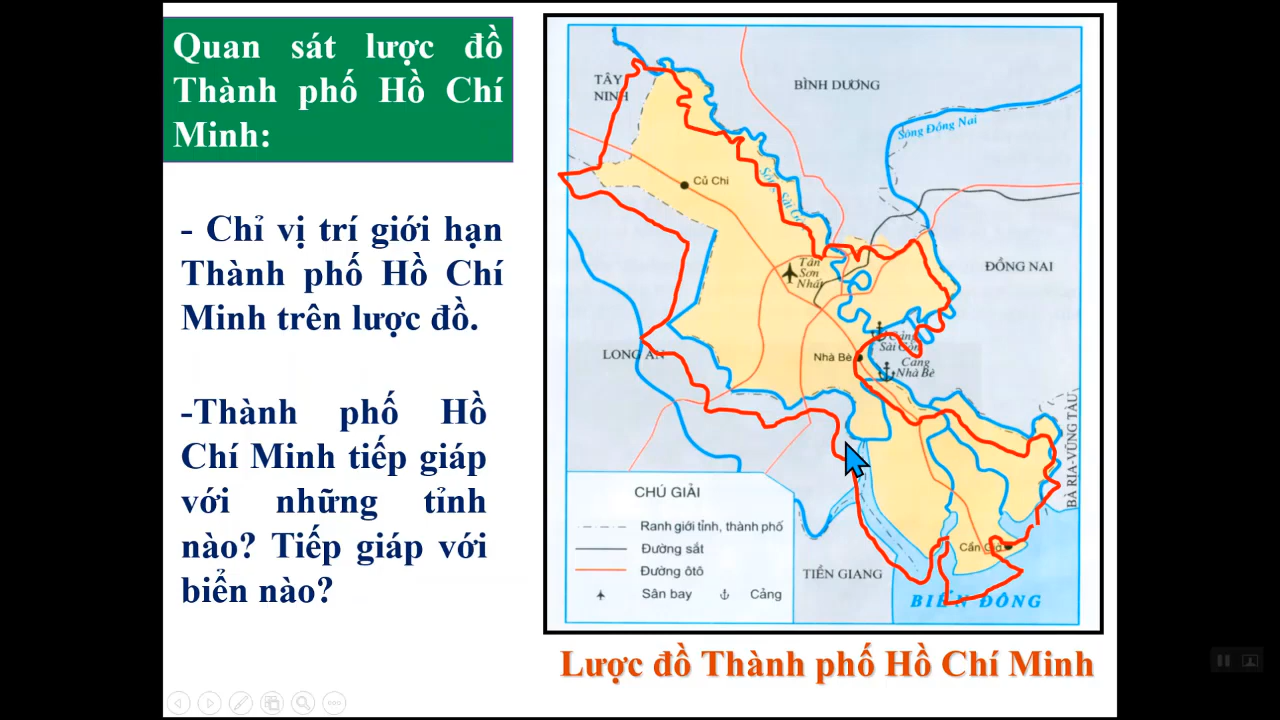 Quan sát lược đồ
Thành phố Hồ Chí
Minh:
- Chỉ vị trí giới hạn
Thành phố Hồ Chí
Minh trên lược đồ.
-Thành phố Hồ
Chí Minh tiếp giáp
với những tỉnh
nào? Tiếp giáp với
biển nào?
TÂY
NINH
BÌNH DƯƠNG
Sông Đồng Nai
Củ Chi
Sông Sài Gòn
Tân
Sơn
Nhất
ĐỒNG NAI
Cảng
Sài Gòn
Cang
Nhà Bè
Nhà Bè
LONG AN
BÀ RỊA-VŨNG TÀU
CHÚ GIẢI
Ranh giới tỉnh, thành phố
Đường sắt
Đường ôtô
Sân bay
Cảng
Cần Giờ
TIỀN GIANG
BIỂN ĐÔNG
Lược đồ Thành phố Hồ Chí Minh